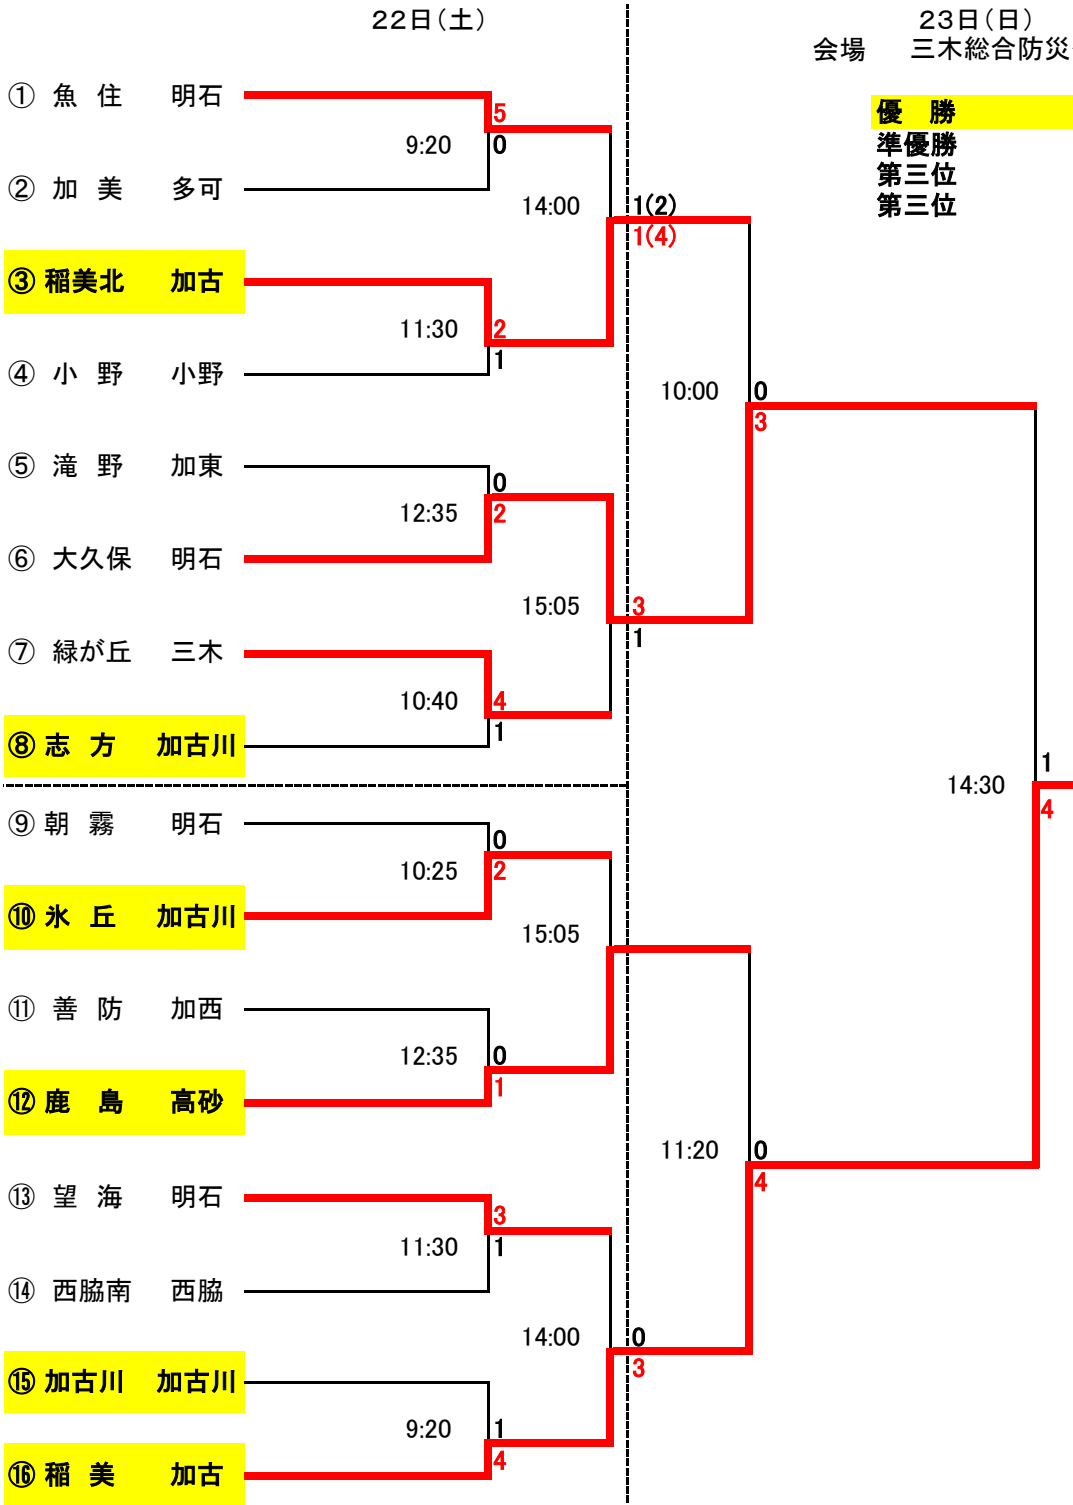 22日(土)
23日(日)
会場 三木総合防災
優 勝
準優勝
第三位
第三位
① 魚 住 明石
5
9:20 0
② 加 美 多可
14:00 1(2)
1(4)
③ 稲美北 加古
11:30 2
1
④ 小 野 小野
10:00 0
3
⑤ 滝 野 加東
0
12:35 2
⑥ 大久保 明石
15:05 3
1
⑦ 緑が丘 三木
10:40 4
1
⑧ 志 方 加古川
14:30 1
4
⑨ 朝 霧 明石
0
10:25 2
⑩ 氷 丘 加古川
15:05
⑪ 善 防 加西
12:35 0
1
⑫ 鹿 島 高砂
11:20 0
4
⑬ 望 海 明石
3
11:30 1
⑭ 西脇南 西脇
14:00 0
3
⑮ 加古川 加古川
9:20 1
4
⑯ 稲 美 加古